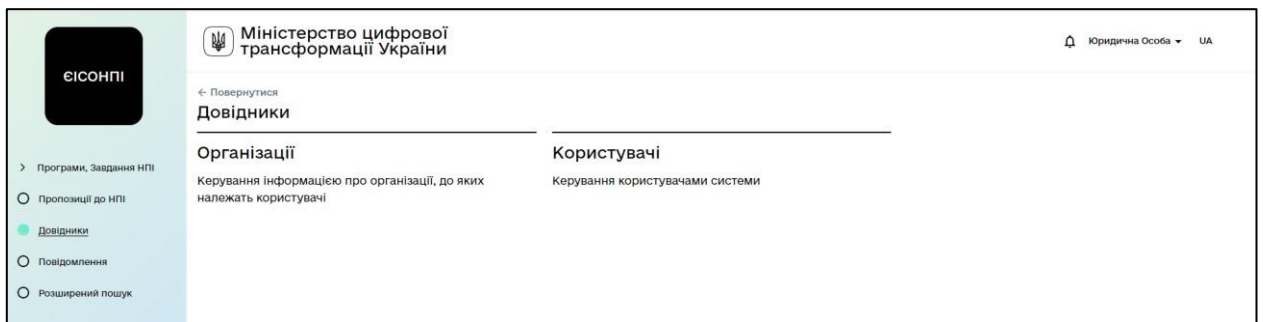 ЄІСОНПІ
Програми, Завдання НПІ
Пропозиції до НПІ
Довідники
Повідомлення
Розширений пошук
Міністерство цифрової
трансформації України
Юридична Особа
UA
← Повернутися
Довідники
Організації
Керування інформацією про організації, до яких
належать користувачі
Користувачі
Керування користувачами системи